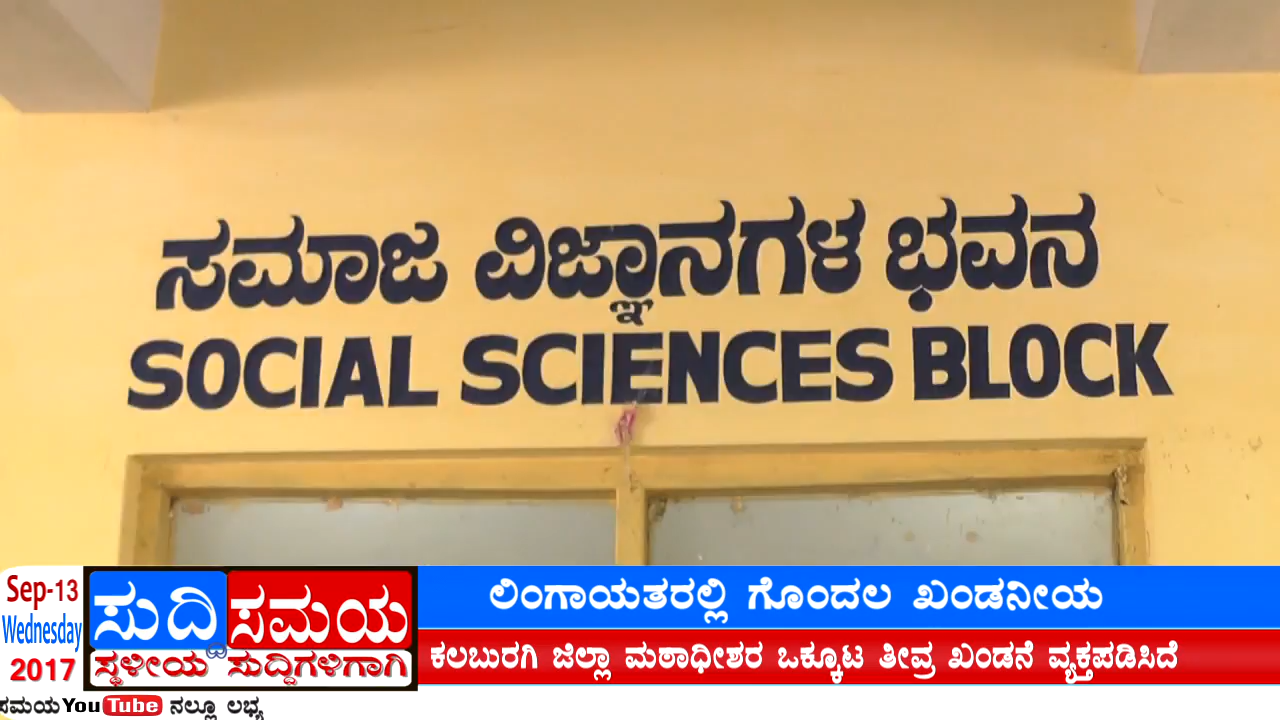 ಸಮಾಜ ವಿಜ್ಞಾನಗಳ ಭವನ
SOCIAL SCIENCES BLOCK
Sep-13
Wednesday
2017
ಸುದ್ದಿ ಸಮಯ
ಸ್ಥಳೀಯ ಸುದ್ದಿಗಳಿಗಾಗಿ
ಲಿಂಗಾಯತರಲ್ಲಿ ಗೊಂದಲ ಖಂಡನೀಯ
ಕಲಬುರಗಿ ಜಿಲ್ಲಾ ಮಠಾಧೀಶರ ಒಕ್ಕೂಟ ತೀವ್ರ ಖಂಡನೆ ವ್ಯಕ್ತಪಡಿಸಿದೆ
ಸಮಯ YouTube ನಲ್ಲೂ ಲಭ್ಯ